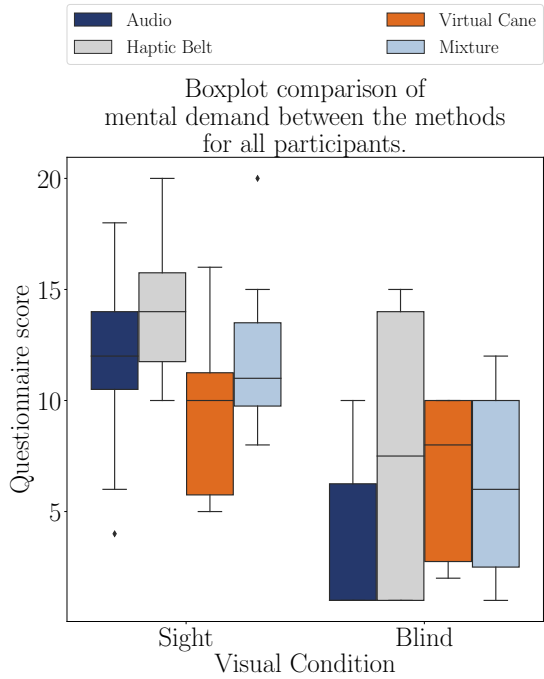 Audio
Haptic Belt
Virtual Cane
Mixture
Boxplot comparison of
mental demand between the methods
for all participants.
20
15
10
5
Questionnaire score
Sight
Blind
Visual Condition